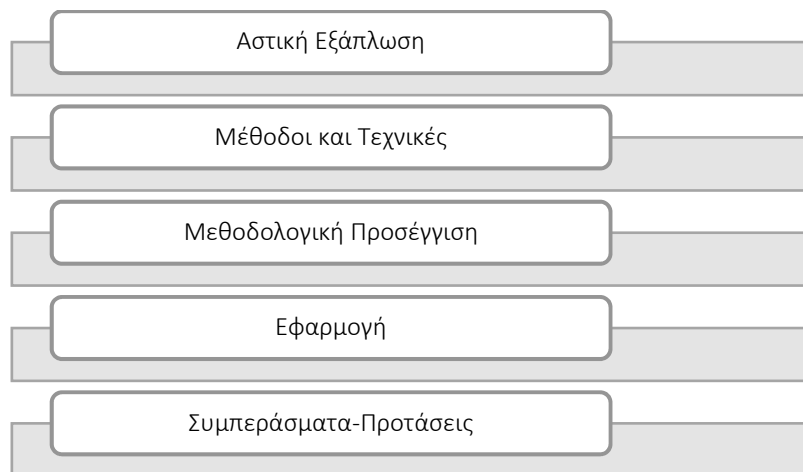 Αστική Εξάπλωση
Μέθοδοι και Τεχνικές
Μεθοδολογική Προσέγγιση
Εφαρμογή
Συμπεράσματα-Προτάσεις